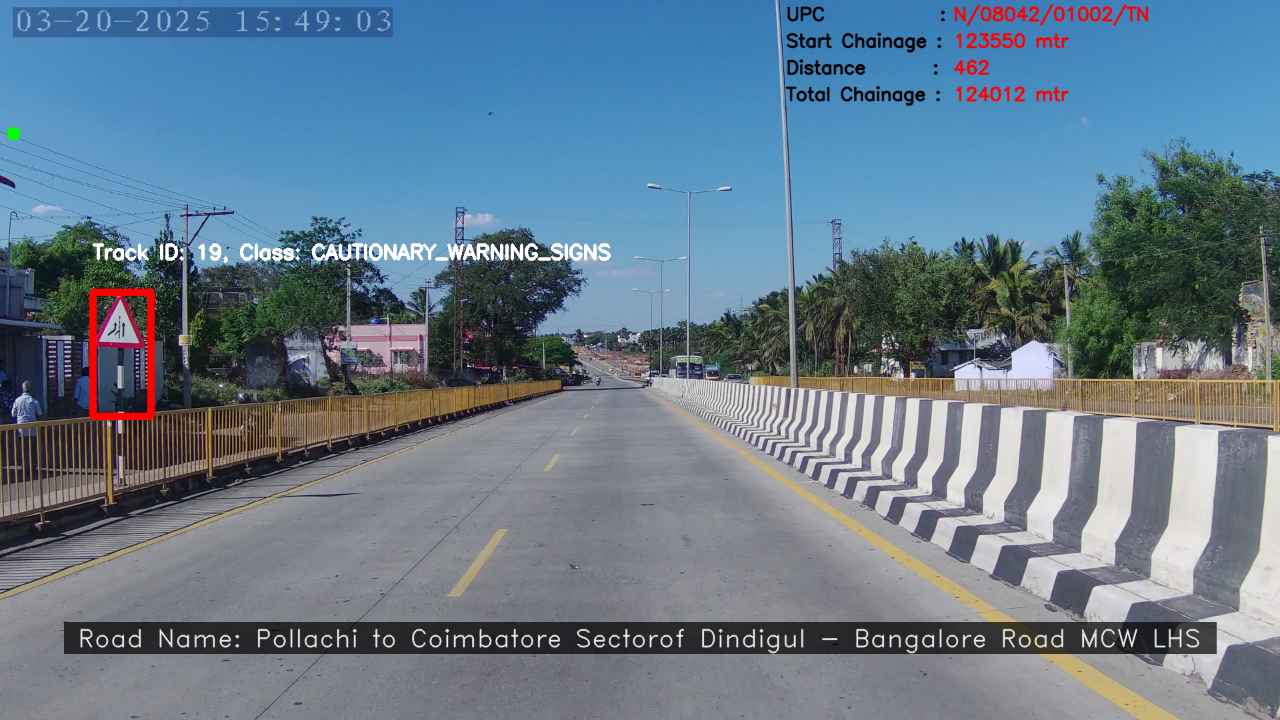 03-20-2025 15:49:03
UPC : N/08042/01002/TN
Start Chainage : 123550 mtr
Distance : 462
Total Chainage : 124012 mtr
Track ID: 19, Class: CAUTIONARY_WARNING_SIGNS
Road Name: Pollachi to Coimbatore Sectorof Dindigul - Bangalore Road MCW LHS